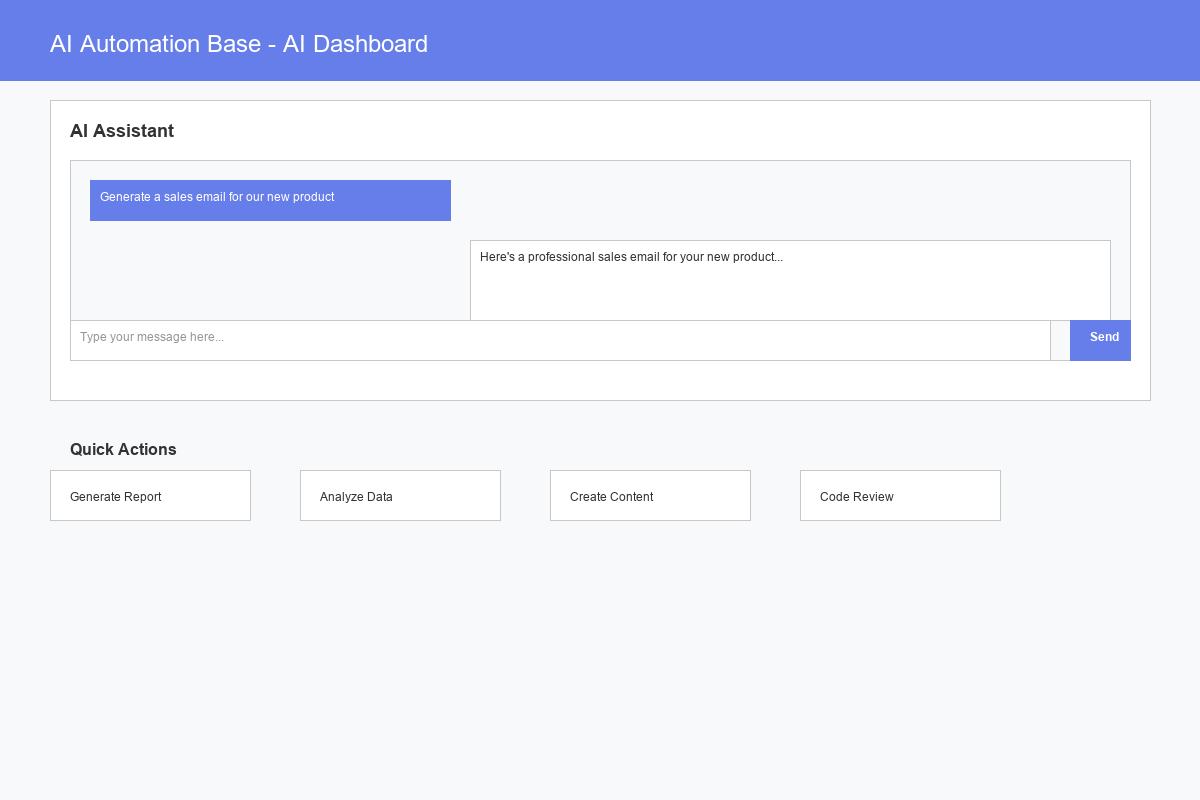 AI Automation Base - AI Dashboard
AI Assistant
Generate a sales email for our new product
Here's a professional sales email for your new product...
Type your message here...
Send
Quick Actions
Generate Report
Analyze Data
Create Content
Code Review